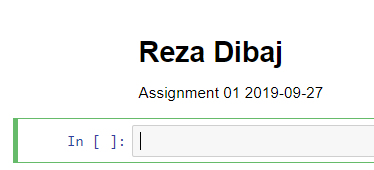 Reza Dibaj
Assignment 01 2019-09-27
In [ ]: